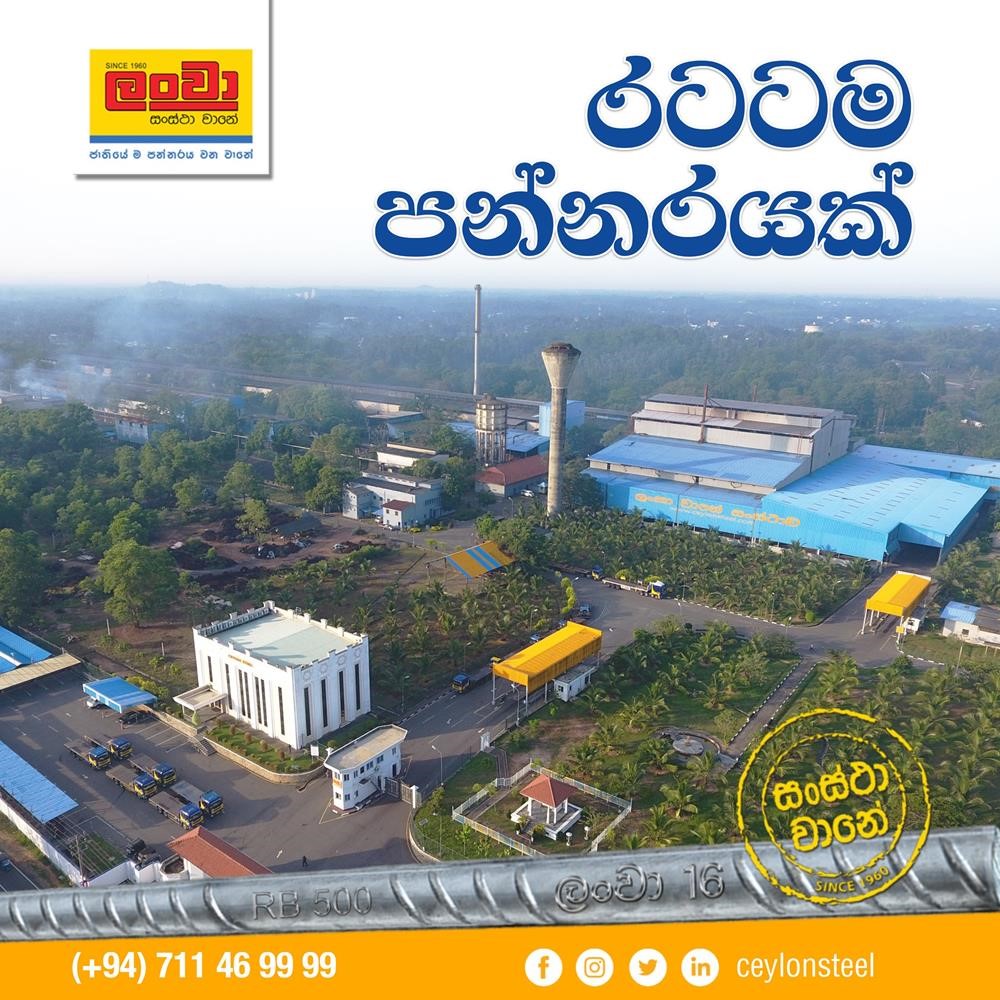 SINCE 1960
ලංවා
සංස්ථා වානේ
ජාතියේ ම පන්නරය වන වානේ
රටටම
පන්නරයක්
ලංකා වානේ සංස්ථාව
සංස්ථා
වානේ
SINCE 1960
RB 500 ලංවා 16
(+94) 711 46 99 99
ceylonsteel